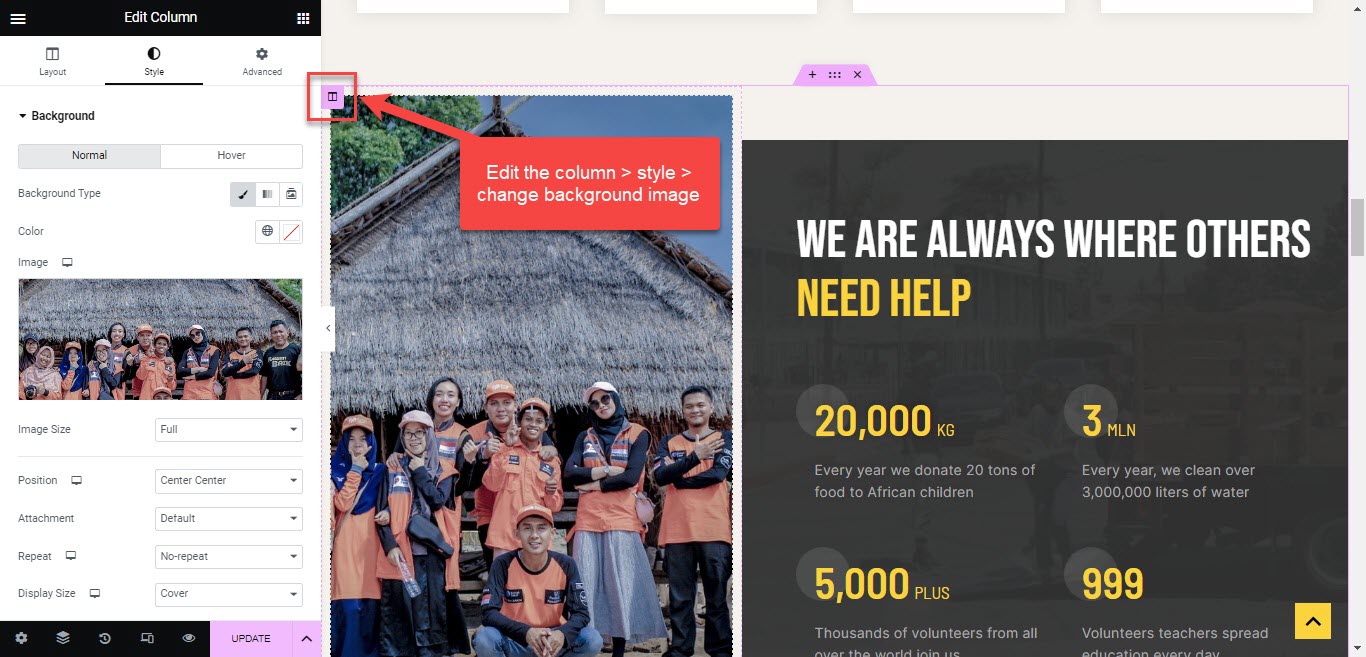 Edit Column
Layout
Style
Advanced
Background
Normal
Hover
Background Type
Color
Image
Image Size
Full
Position
Center Center
Attachment
Default
Repeat
No-repeat
Display Size
Cover
UPDATE
Edit the column > style >
change background image
WE ARE ALWAYS WHERE OTHERS
NEED HELP
20,000 KG
Every year we donate 20 tons of
food to African children
3 MLN
Every year, we clean over
3,000,000 liters of water
5,000 PLUS
Thousands of volunteers from all
over the world join us
999
Volunteers teachers spread
education every day